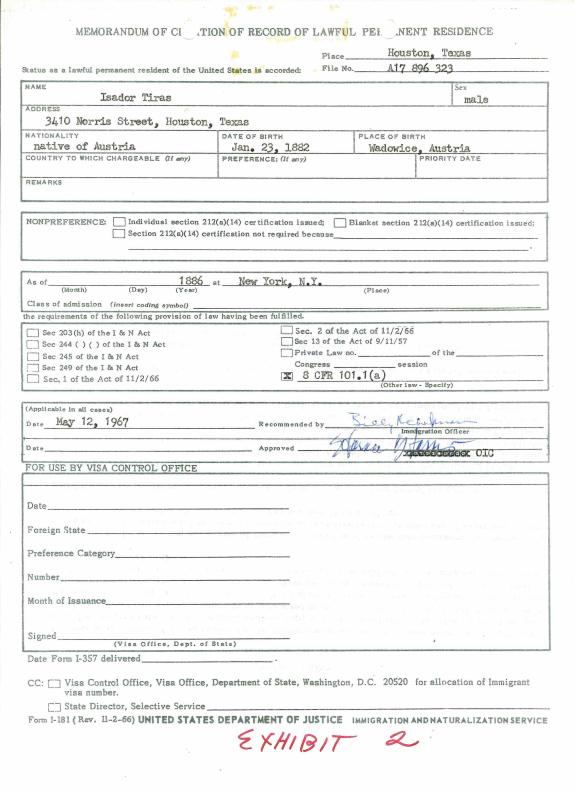 MEMORANDUM OF C TION OF RECORD OF LAWFUL PE NENT RESIDENCE
Place Houston, Texas
Status as a lawful permanent resident of the United States is accorded: File No. A17 896 323
NAME Sex
Isador Tiras male
ADDRESS
3410 Norris Street, Houston, Texas
NATIONALITY DATE OF BIRTH PLACE OF BIRTH
native of Austria Jan. 23, 1882 Wadowice, Austria
COUNTRY TO WHICH CHARGEABLE (If any) PREFERENCE: (If any) PRIORITY DATE
REMARKS
NONPREFERENCE: Individual section 212(a)(14) certification issued; Blanket section 212(a)(14) certification issued;
Section 212(a)(14) certification not required because
As of 1886 at New York, N.Y.
(Month) (Day) (Year) (Place)
Class of admission (insert coding symbol)
the requirements of the following provision of law having been fulfilled.
Sec 203(h) of the I & N Act Sec. 2 of the Act of 11/2/66
Sec 244 ( ) ( ) of the I & N Act Sec 13 of the Act of 9/11/57
Sec 245 of the I & N Act Private Law no. of the
Sec 249 of the I & N Act Congress session
Sec. 1 of the Act of 11/2/66 X 8 CFR 101.1(a)
(Other law - Specify)
(Applicable in all cases)
Date May 12, 1967 Recommended by
Immigration Officer
Date Approved OIC
FOR USE BY VISA CONTROL OFFICE
Date
Foreign State
Preference Category
Number
Month of Issuance
Signed
(Visa Office, Dept. of State)
Date Form I-357 delivered .
CC: Visa Control Office, Visa Office, Department of State, Washington, D.C. 20520 for allocation of Immigrant
visa number.
State Director, Selective Service
Form I-181 (Rev. 11-2-66) UNITED STATES DEPARTMENT OF JUSTICE IMMIGRATION AND NATURALIZATION SERVICE
EXHIBIT 2